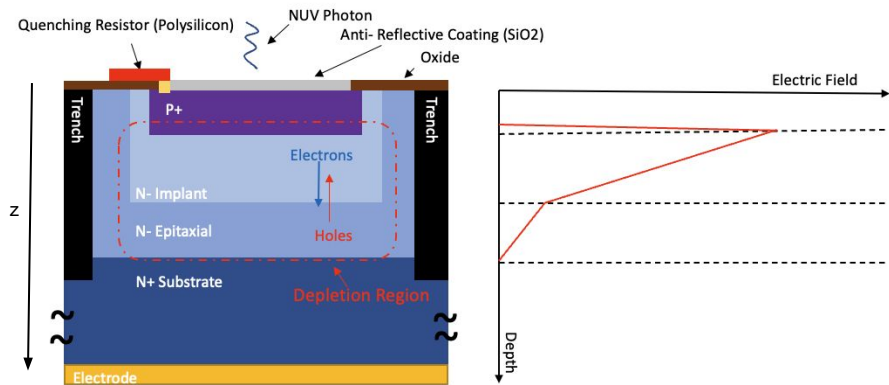 NUV Photon
Quenching Resistor (Polysilicon)
Anti- Reflective Coating (SiO2)
Oxide
Electric Field
Trench
P+
Trench
Electrons
Z
N- Implant
N- Epitaxial
Holes
N+ Substrate
Depletion Region
~
~
~
~
Depth
Electrode